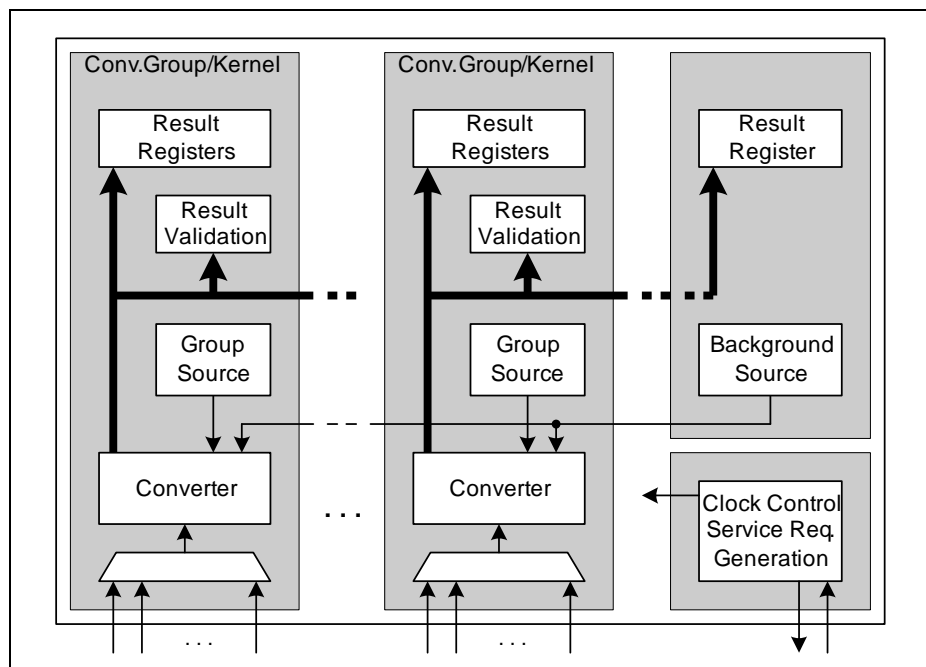 Conv.Group/Kernel
Result
Registers
Result
Validation
Group
Source
Converter
. . .
Conv.Group/Kernel
Result
Registers
Result
Validation
Group
Source
Converter
. . .
Result
Register
Background
Source
Clock Control
Service Req.
Generation
. . .